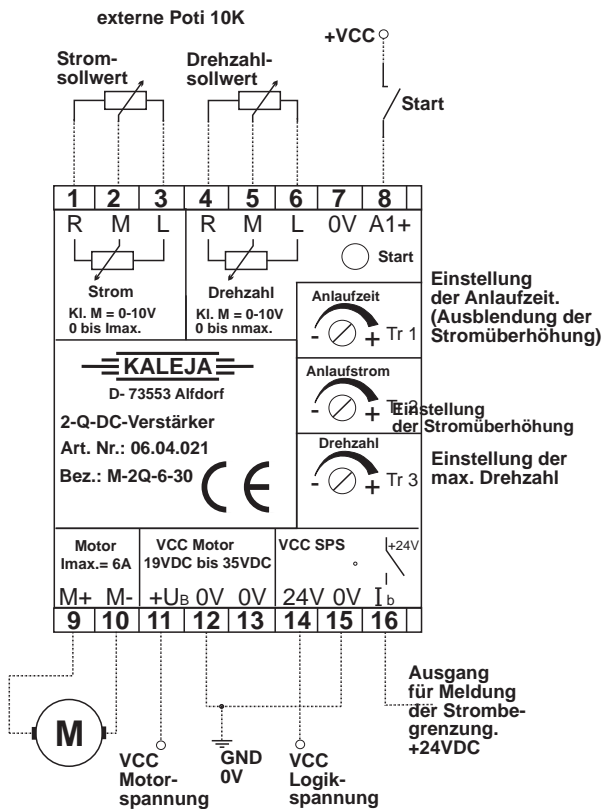 externe Poti 10K
+VCC
Strom-
sollwert
Drehzahl-
sollwert
Start
1 2 3 4 5 6 7 8
R M L R M L 0V A1+
Start
Strom
Kl. M = 0-10V
0 bis Imax.
Drehzahl
Kl. M = 0-10V
0 bis nmax.
Anlaufzeit
- + Tr 1
Einstellung
der Anlaufzeit.
(Ausblendung der
Stromüberhöhung)
KALEJA
D- 73553 Alfdorf
2-Q-DC-Verstärker
Art. Nr.: 06.04.021
Bez.: M-2Q-6-30
CE
Anlaufstrom
- + Tr 2
Einstellung
der Stromüberhöhung
Drehzahl
- + Tr 3
Einstellung der
max. Drehzahl
Motor
Imax.= 6A
VCC Motor
19VDC bis 35VDC
VCC SPS
+24V
M+ M- +UB 0V 0V 24V 0V Ib
9 10 11 12 13 14 15 16
M
VCC
Motor-
spannung
GND
0V
VCC
Logik-
spannung
Ausgang
für Meldung
der Strombe-
grenzung.
+24VDC